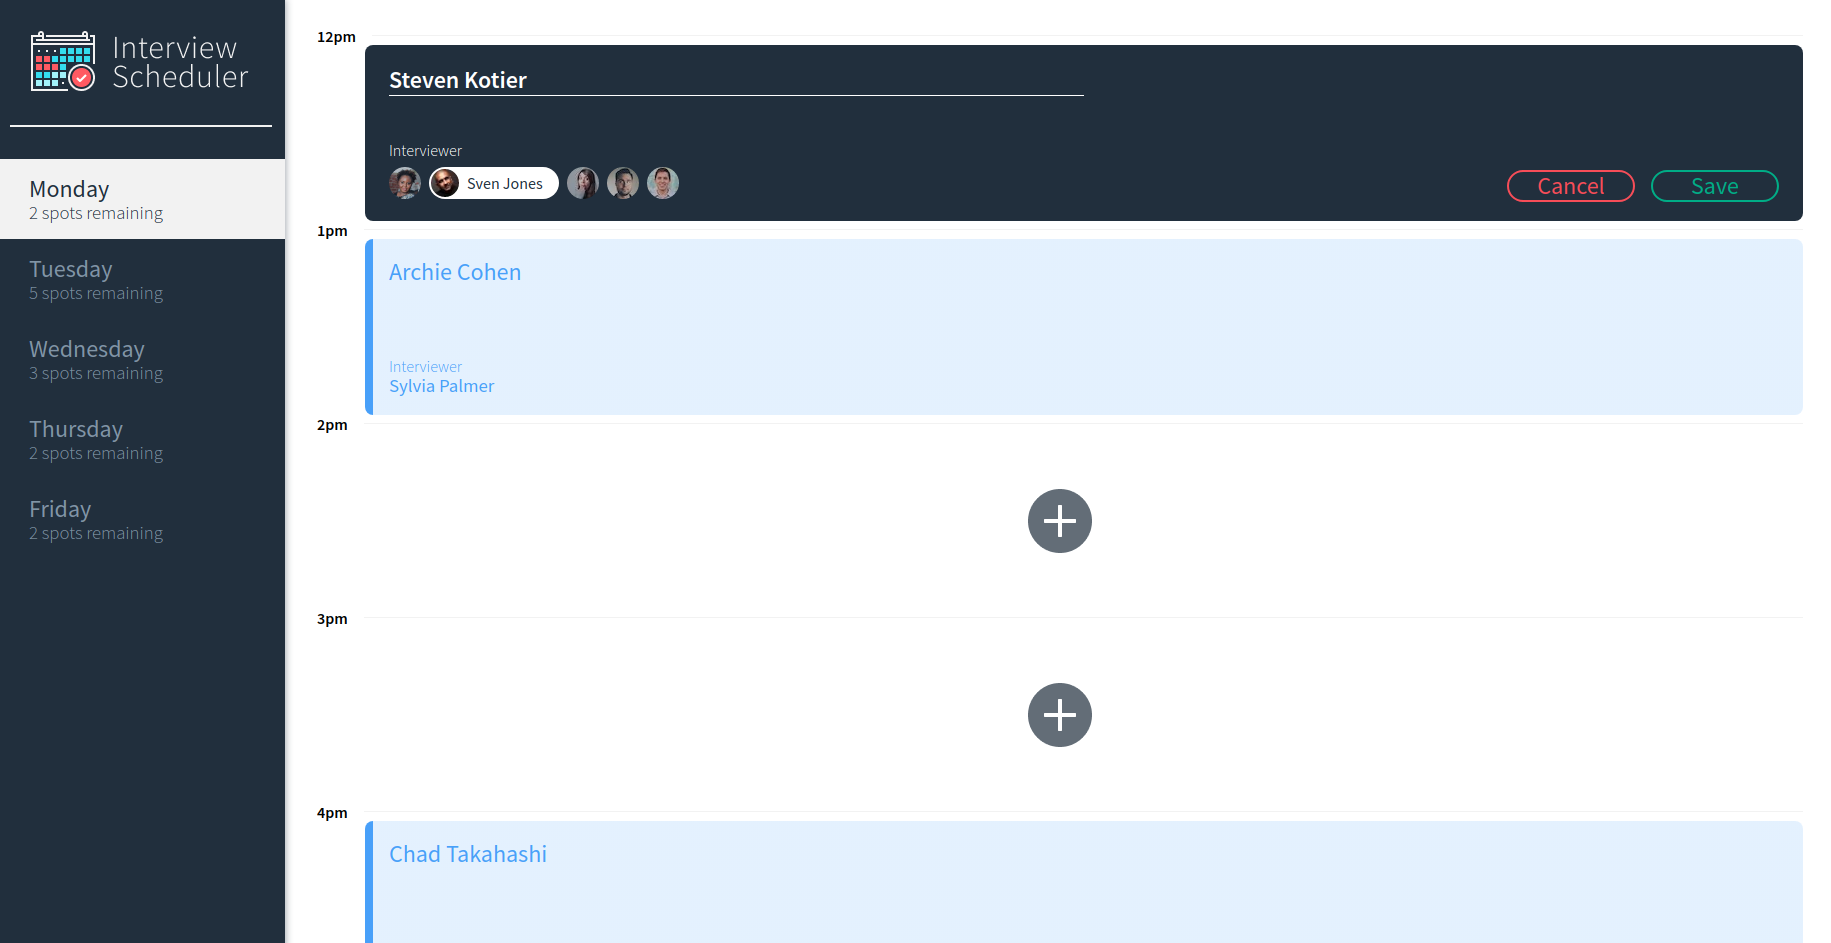 Interview
Scheduler
Monday
2 spots remaining
Tuesday
5 spots remaining
Wednesday
3 spots remaining
Thursday
2 spots remaining
Friday
2 spots remaining
12pm
Steven Kotier
Interviewer
Sven Jones
Cancel
Save
1pm
Archie Cohen
Interviewer
Sylvia Palmer
2pm
3pm
4pm
Chad Takahashi